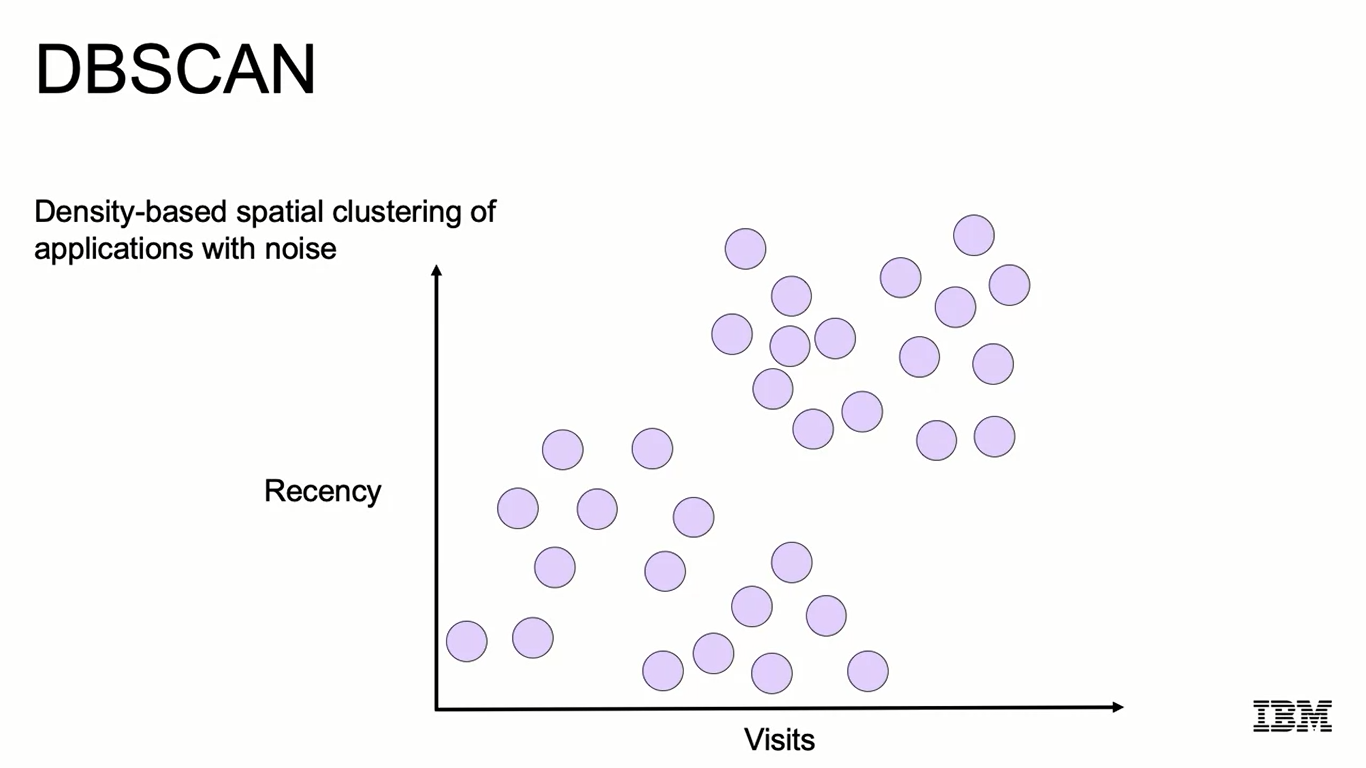 DBSCAN
Density-based spatial clustering of
applications with noise
Recency
Visits
IBM